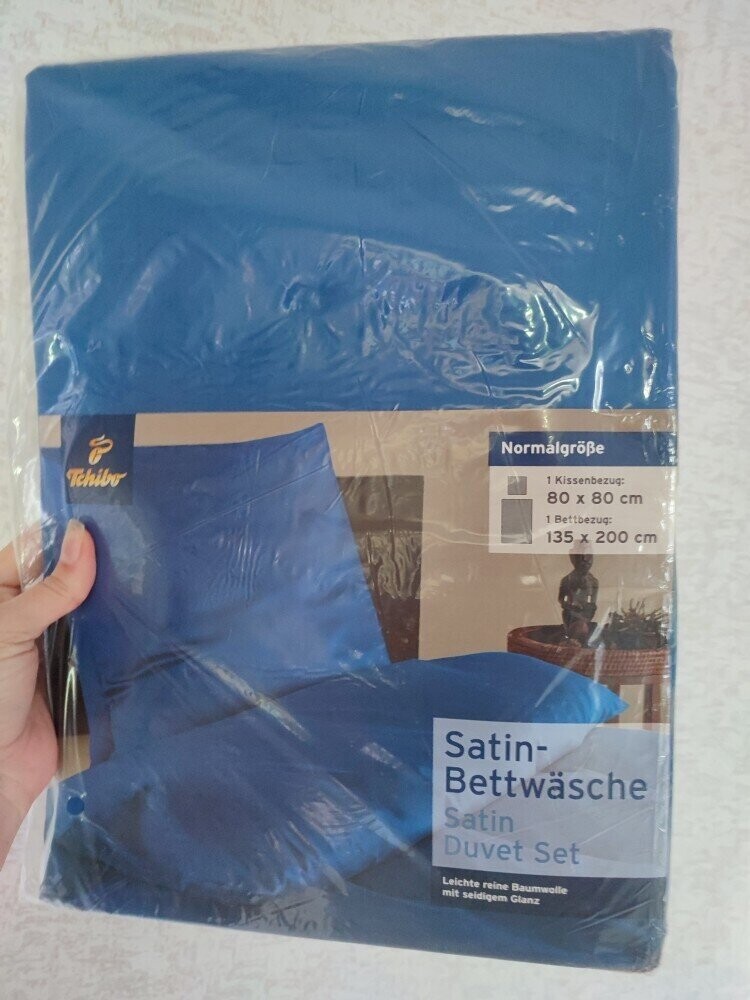 Tchibo
Normalgröße
1 Kissenbezug:
80 x 80 cm
1 Bettbezug:
135 x 200 cm
Satin-
Bettwäsche
Satin
Duvet Set
Leichte reine Baumwolle
mit seidigem Glanz